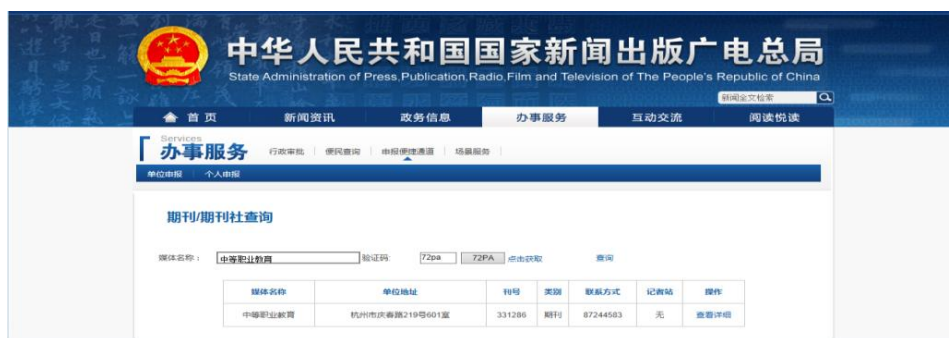 中华人民共和国国家新闻出版广电总局
State Administration of Press,Publication,Radio,Film and Television of The People's Republic of China
新闻全文检索
首页 新闻资讯 政务信息 办事服务 互动交流 阅读悦读
Services
办事服务 行政审批 便民查询 申报便捷通道 场景服务
单位申报 个人申报
期刊/期刊社查询
媒体名称： 中等职业教育 验证码: 72pa 72PA 点击获取 查询
媒体名称 单位地址 刊号 类别 联系方式 记者站 操作
中等职业教育 杭州市庆春路219号601室 331286 期刊 87244583 无 查看详细